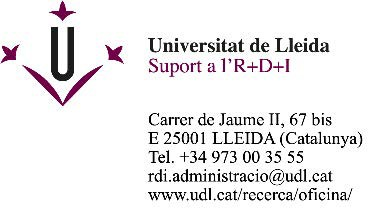 U
Universitat de Lleida
Suport a l'R+D+I
Carrer de Jaume II, 67 bis
E 25001 LLEIDA (Catalunya)
Tel. +34 973 00 35 55
rdi.administracio@udl.cat
www.udl.cat/recerca/oficina/